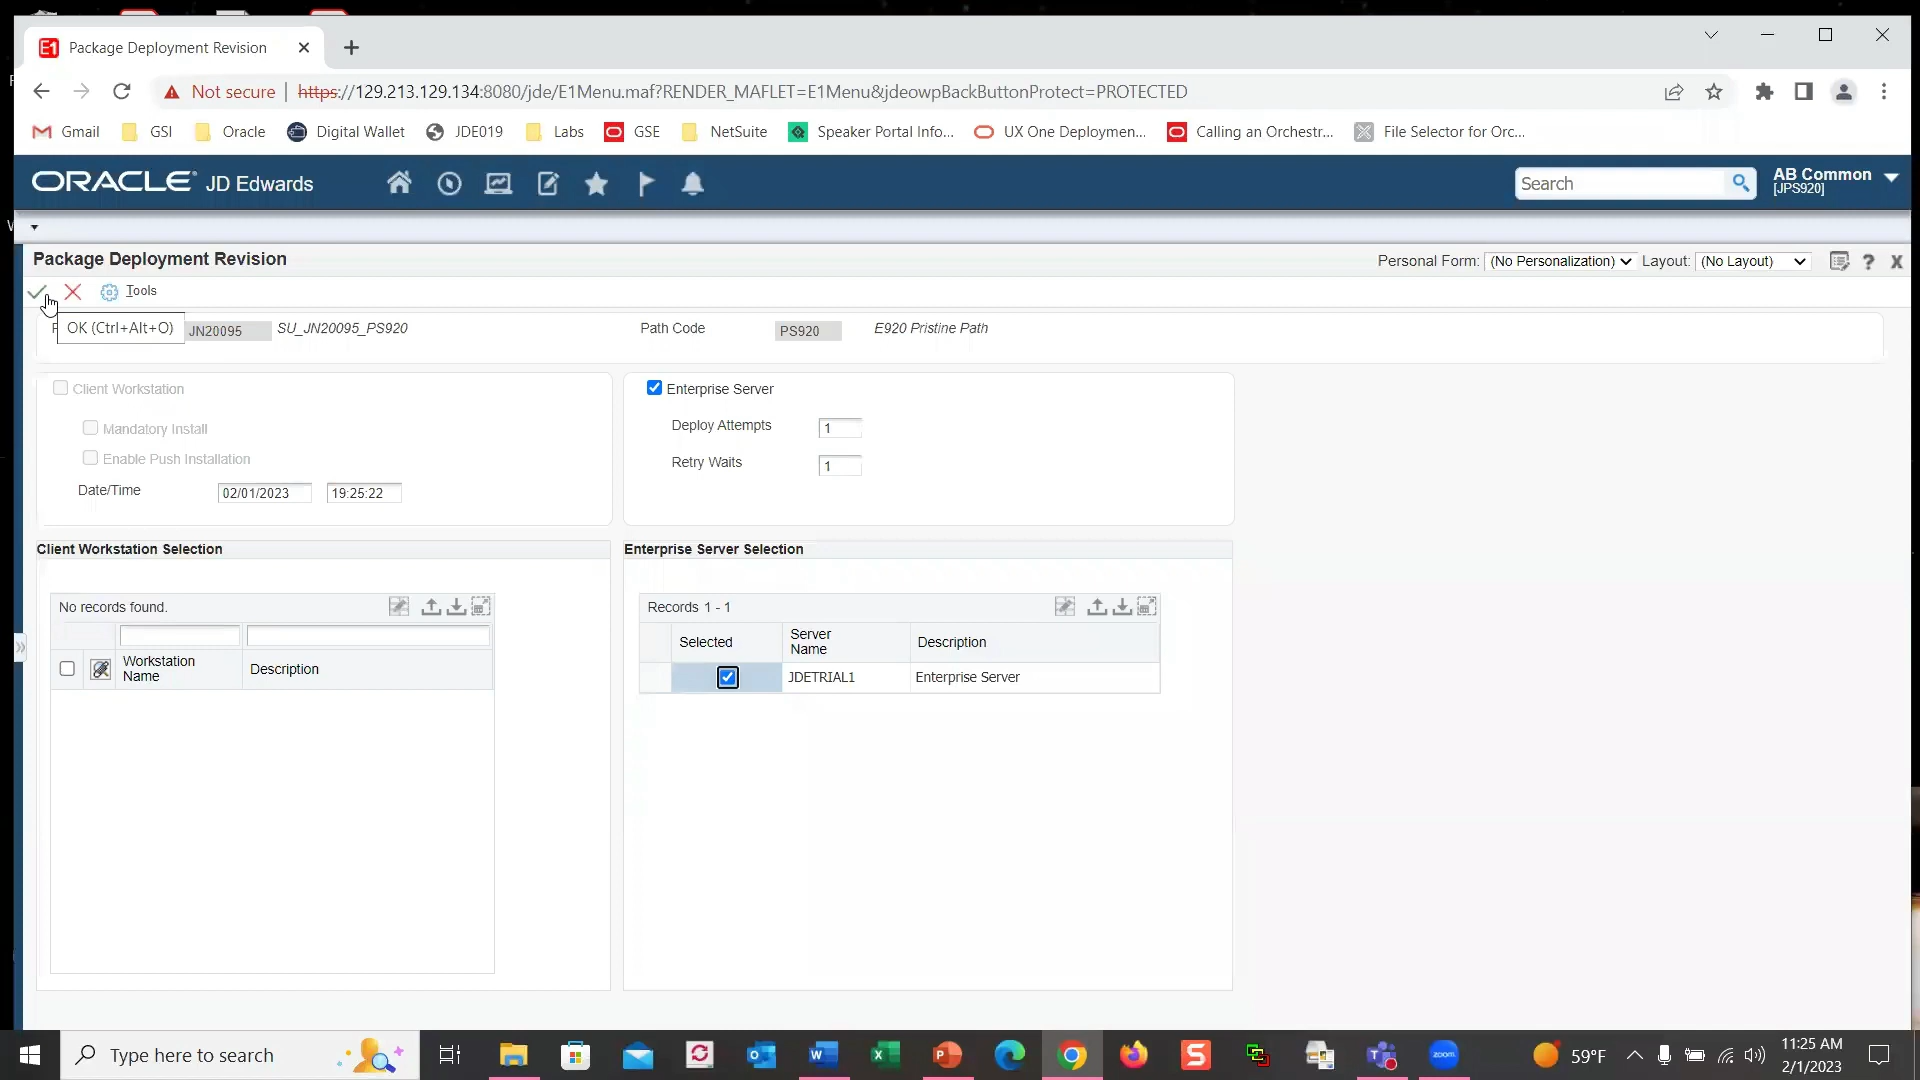 Package Deployment Revision
Not secure | https://129.213.129.134:8080/jde/E1Menu.maf?RENDER_MAFLET=E1Menu&jdeowpBackButtonProtect=PROTECTED
Gmail GSI Oracle Digital Wallet JDE019 Labs GSE NetSuite Speaker Portal Info... UX One Deploymen... Calling an Orchestr... File Selector for Orc...
ORACLE JD Edwards
Search
AB Common
[JPS920]
Package Deployment Revision
Personal Form: (No Personalization) Layout: (No Layout)
Tools
OK (Ctrl+Alt+O)
JN20095 SU_JN20095_PS920 Path Code PS920 E920 Pristine Path
Client Workstation
Mandatory Install
Enable Push Installation
Date/Time 02/01/2023 19:25:22
Enterprise Server
Deploy Attempts 1
Retry Waits 1
Client Workstation Selection
No records found.
Workstation Name Description
Enterprise Server Selection
Records 1 - 1
Selected Server Name Description
JDETRIAL1 Enterprise Server
Type here to search
59°F
11:25 AM
2/1/2023